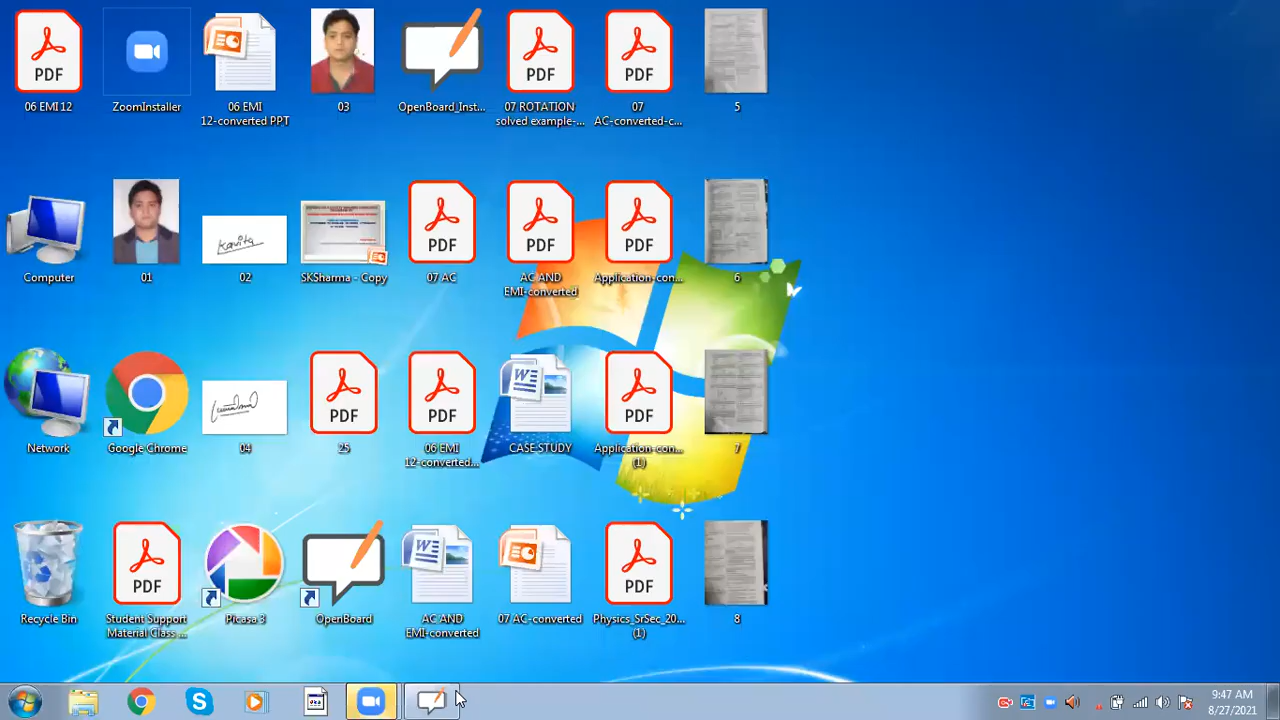 PDF
06 EMI 12
ZoomInstaller
06 EMI
12-converted PPT
03
OpenBoard_Inst...
PDF
07 ROTATION
solved example-...
PDF
07
AC-converted-c...
5
Computer
01
Kavita
02
SKSharma - Copy
PDF
07 AC
PDF
AC AND
EMI-converted
PDF
Application-con...
6
Network
Google Chrome
04
PDF
25
PDF
06 EMI
12-converted...
CASE STUDY
PDF
Application-con...
(1)
7
Recycle Bin
PDF
Student Support
Material Class ...
Picasa 3
OpenBoard
AC AND
EMI-converted
07 AC-converted
PDF
Physics_SrSec_20...
(1)
8
9:47 AM
8/27/2021